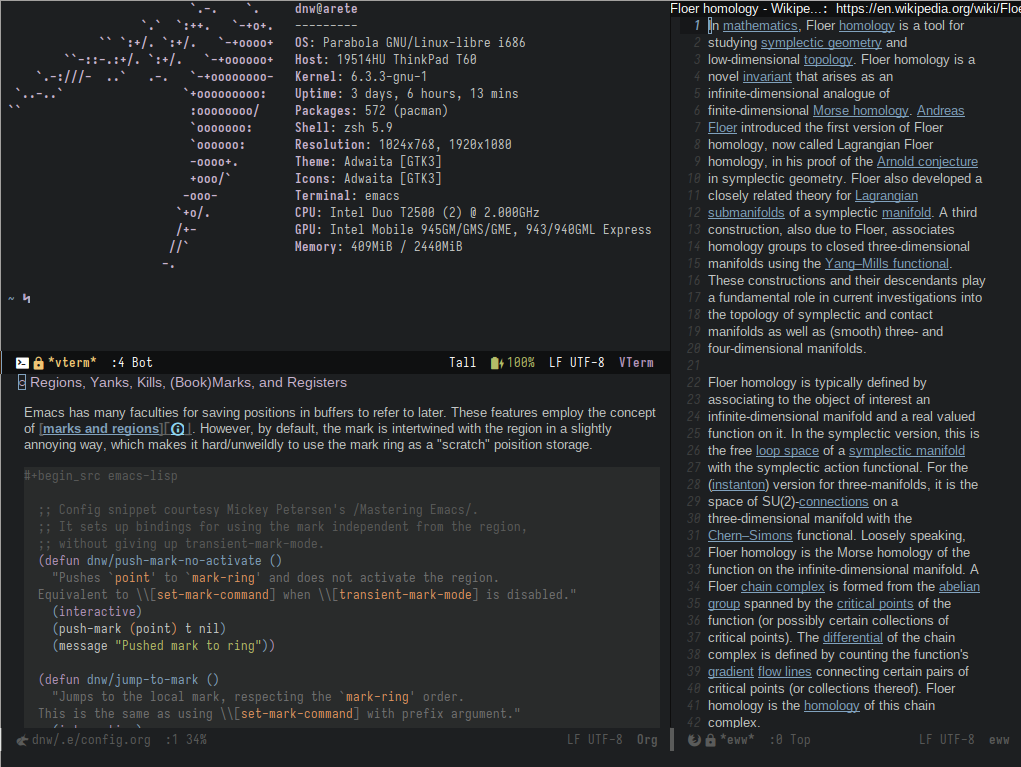 dnw@arete
---------
OS: Parabola GNU/Linux-libre i686
Host: 19514HU ThinkPad T60
Kernel: 6.3.3-gnu-1
Uptime: 3 days, 6 hours, 13 mins
Packages: 572 (pacman)
Shell: zsh 5.9
Resolution: 1024x768, 1920x1080
Theme: Adwaita [GTK3]
Icons: Adwaita [GTK3]
Terminal: emacs
CPU: Intel Duo T2500 (2) @ 2.000GHz
GPU: Intel Mobile 945GM/GMS/GME, 943/940GML Express
Memory: 409MiB / 2440MiB
~
*vterm* :4 Bot Tall 100% LF UTF-8 VTerm
Regions, Yanks, Kills, (Book)Marks, and Registers
Emacs has many faculties for saving positions in buffers to refer to later. These features employ the concept
of [marks and regions][ ]. However, by default, the mark is intertwined with the region in a slightly
annoying way, which makes it hard/unweildly to use the mark ring as a "scratch" poisition storage.
#+begin_src emacs-lisp
;; Config snippet courtesy Mickey Petersen's /Mastering Emacs/.
;; It sets up bindings for using the mark independent from the region,
;; without giving up transient-mark-mode.
(defun dnw/push-mark-no-activate ()
"Pushes `point' to `mark-ring' and does not activate the region.
Equivalent to \\[set-mark-command] when \\[transient-mark-mode] is disabled."
(interactive)
(push-mark (point) t nil)
(message "Pushed mark to ring"))
(defun dnw/jump-to-mark ()
"Jumps to the local mark, respecting the `mark-ring' order.
This is the same as using \\[set-mark-command] with prefix argument."
dnw/.e/config.org :1 34% LF UTF-8 Org
Floer homology - Wikipe...: https://en.wikipedia.org/wiki/Floe
1 In mathematics, Floer homology is a tool for
2 studying symplectic geometry and
3 low-dimensional topology. Floer homology is a
4 novel invariant that arises as an
5 infinite-dimensional analogue of
6 finite-dimensional Morse homology. Andreas
7 Floer introduced the first version of Floer
8 homology, now called Lagrangian Floer
9 homology, in his proof of the Arnold conjecture
10 in symplectic geometry. Floer also developed a
11 closely related theory for Lagrangian
12 submanifolds of a symplectic manifold. A third
13 construction, also due to Floer, associates
14 homology groups to closed three-dimensional
15 manifolds using the Yang–Mills functional.
16 These constructions and their descendants play
17 a fundamental role in current investigations into
18 the topology of symplectic and contact
19 manifolds as well as (smooth) three- and
20 four-dimensional manifolds.
21
22 Floer homology is typically defined by
23 associating to the object of interest an
24 infinite-dimensional manifold and a real valued
25 function on it. In the symplectic version, this is
26 the free loop space of a symplectic manifold
27 with the symplectic action functional. For the
28 (instanton) version for three-manifolds, it is the
29 space of SU(2)-connections on a
30 three-dimensional manifold with the
31 Chern–Simons functional. Loosely speaking,
32 Floer homology is the Morse homology of the
33 function on the infinite-dimensional manifold. A
34 Floer chain complex is formed from the abelian
35 group spanned by the critical points of the
36 function (or possibly certain collections of
37 critical points). The differential of the chain
38 complex is defined by counting the function's
39 gradient flow lines connecting certain pairs of
40 critical points (or collections thereof). Floer
41 homology is the homology of this chain
42 complex.
*eww* :0 Top LF UTF-8 eww